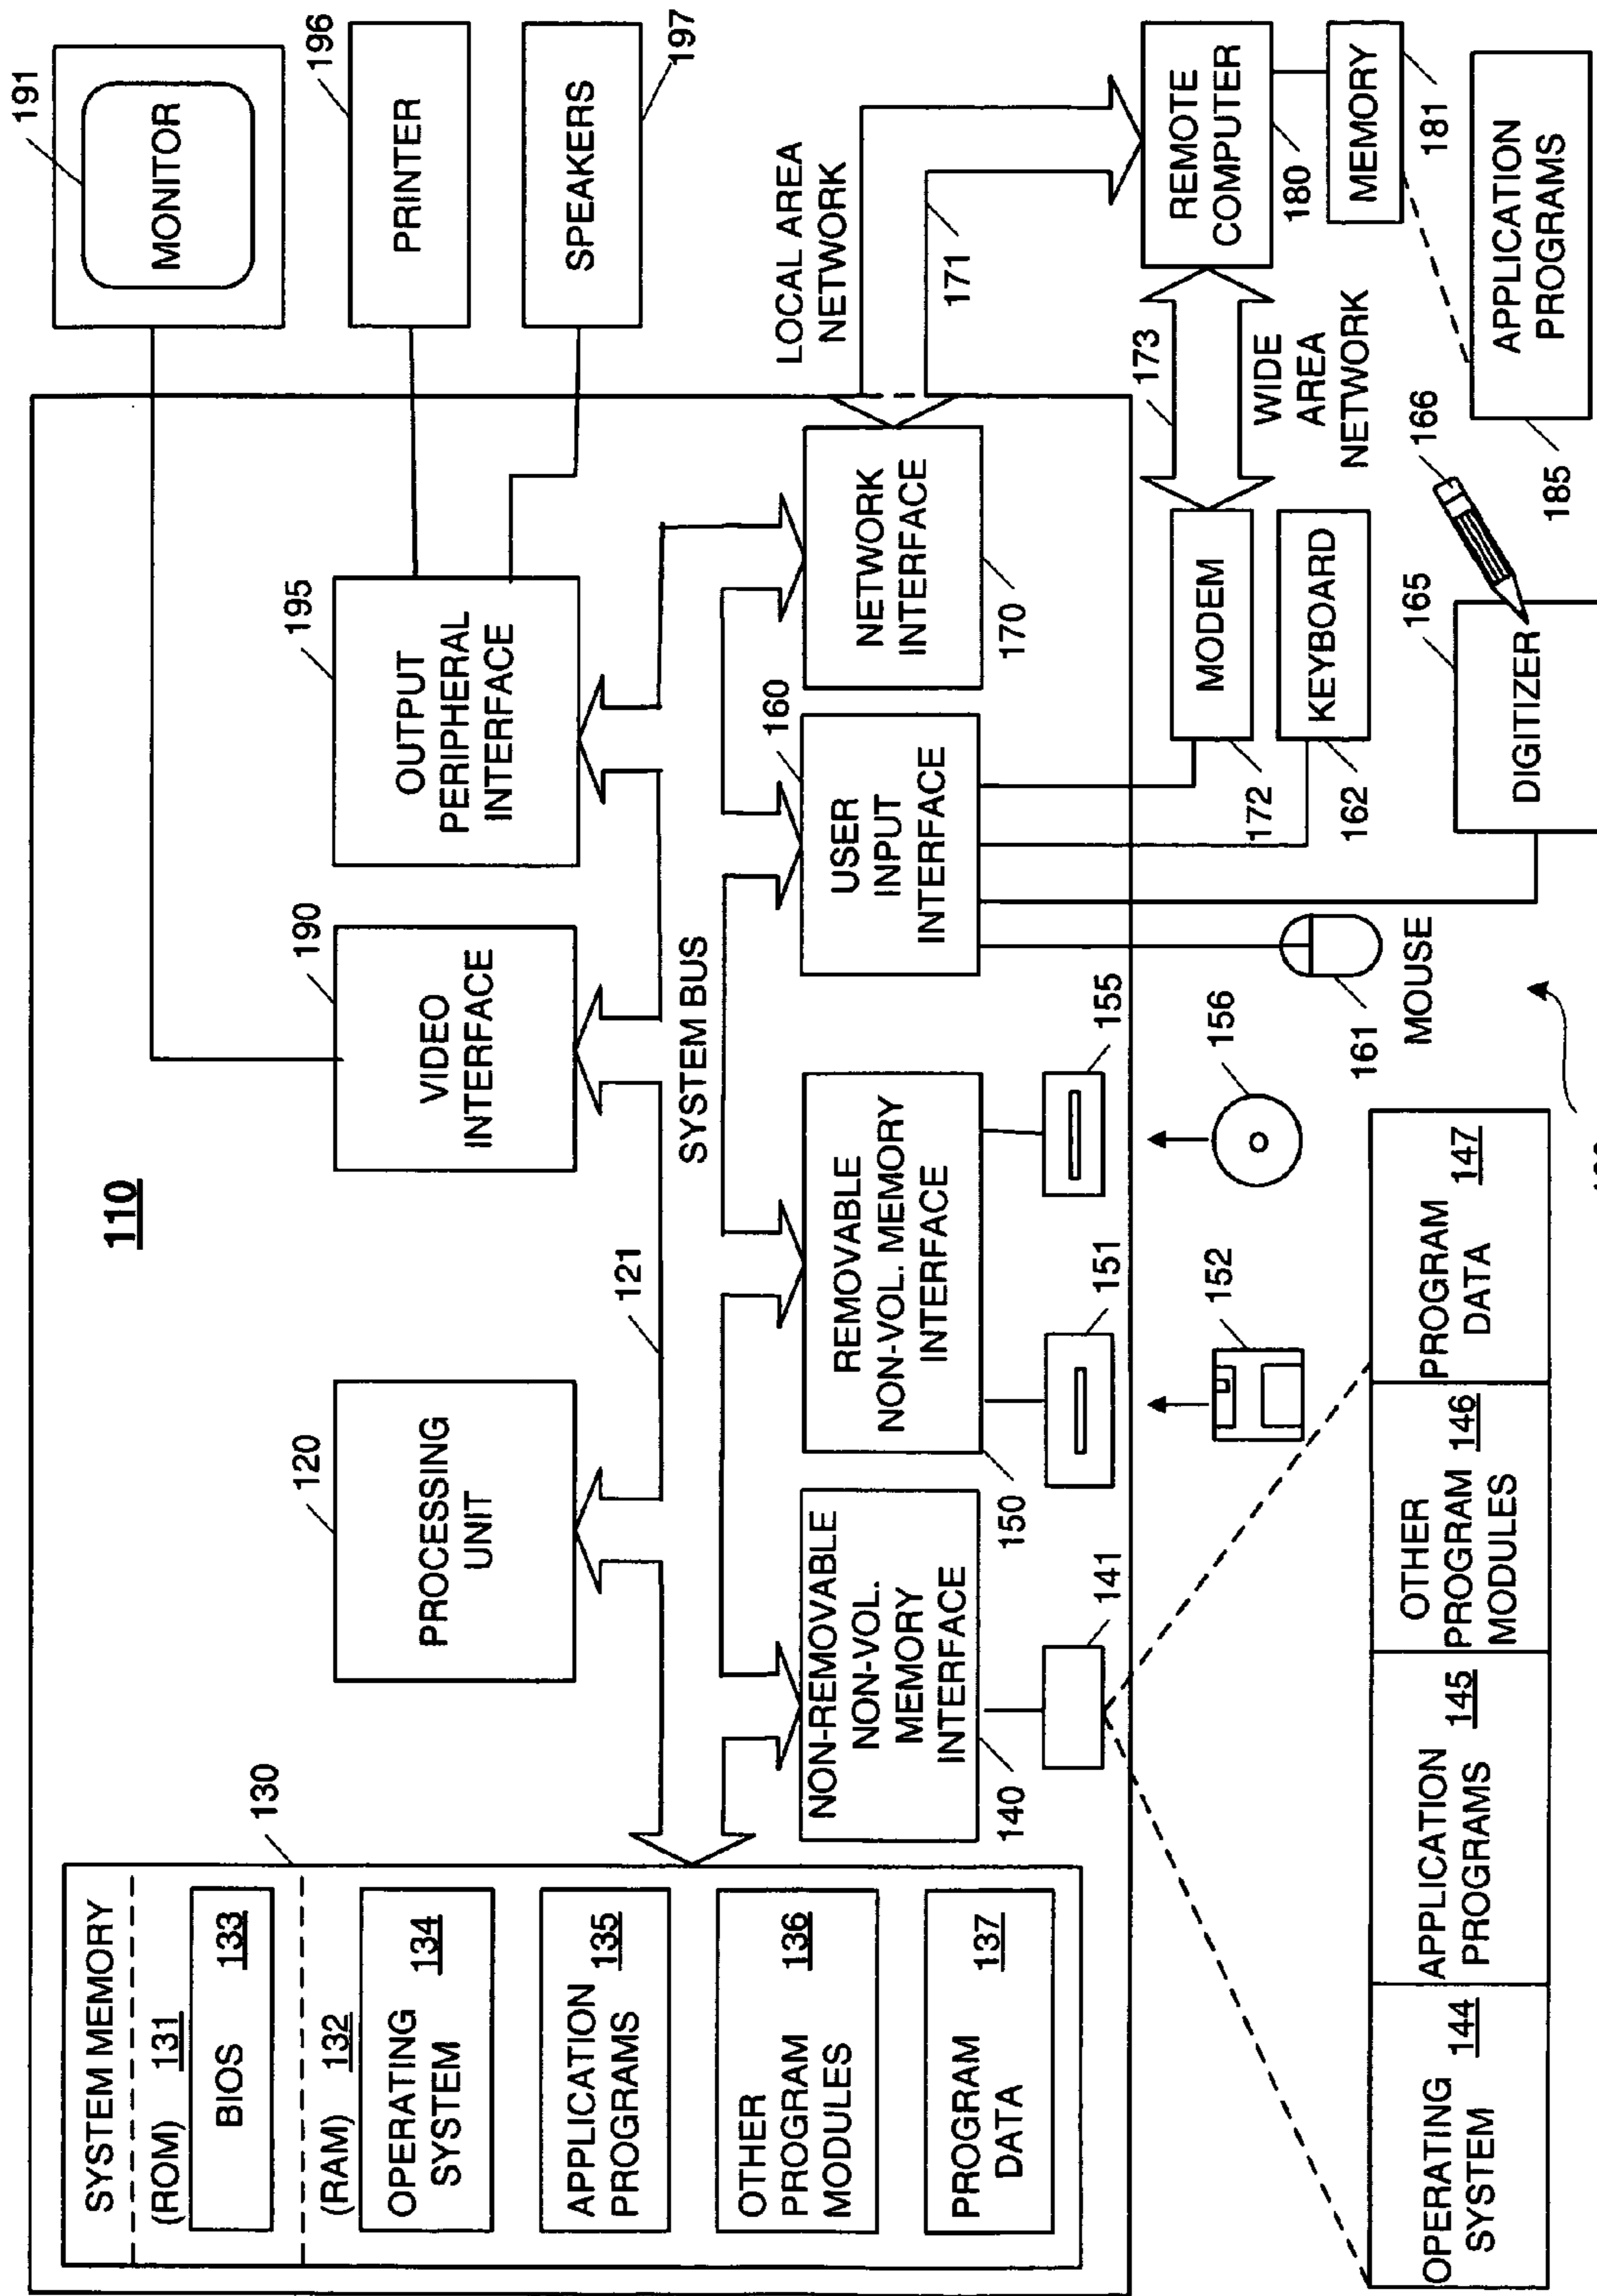 110
SYSTEM MEMORY
(ROM) 131
BIOS 133
(RAM) 132
OPERATING
SYSTEM 134
APPLICATION
PROGRAMS 135
OTHER
PROGRAM
MODULES 136
PROGRAM
DATA 137
130
120
PROCESSING
UNIT
121
SYSTEM BUS
190
VIDEO
INTERFACE
195
OUTPUT
PERIPHERAL
INTERFACE
191
MONITOR
196
PRINTER
SPEAKERS
197
NON-REMOVABLE
NON-VOL.
MEMORY
INTERFACE
140
141
REMOVABLE
NON-VOL. MEMORY
INTERFACE
150
151
155
152
156
160
USER
INPUT
INTERFACE
NETWORK
INTERFACE
170
LOCAL AREA
NETWORK
171
173
WIDE
AREA
NETWORK
REMOTE
COMPUTER
180
MEMORY
181
APPLICATION
PROGRAMS
185
MODEM
172
KEYBOARD
162
165
DIGITIZER
166
161
MOUSE
OPERATING
SYSTEM 144
APPLICATION
PROGRAMS 145
OTHER
PROGRAM
MODULES 146
PROGRAM
DATA 147